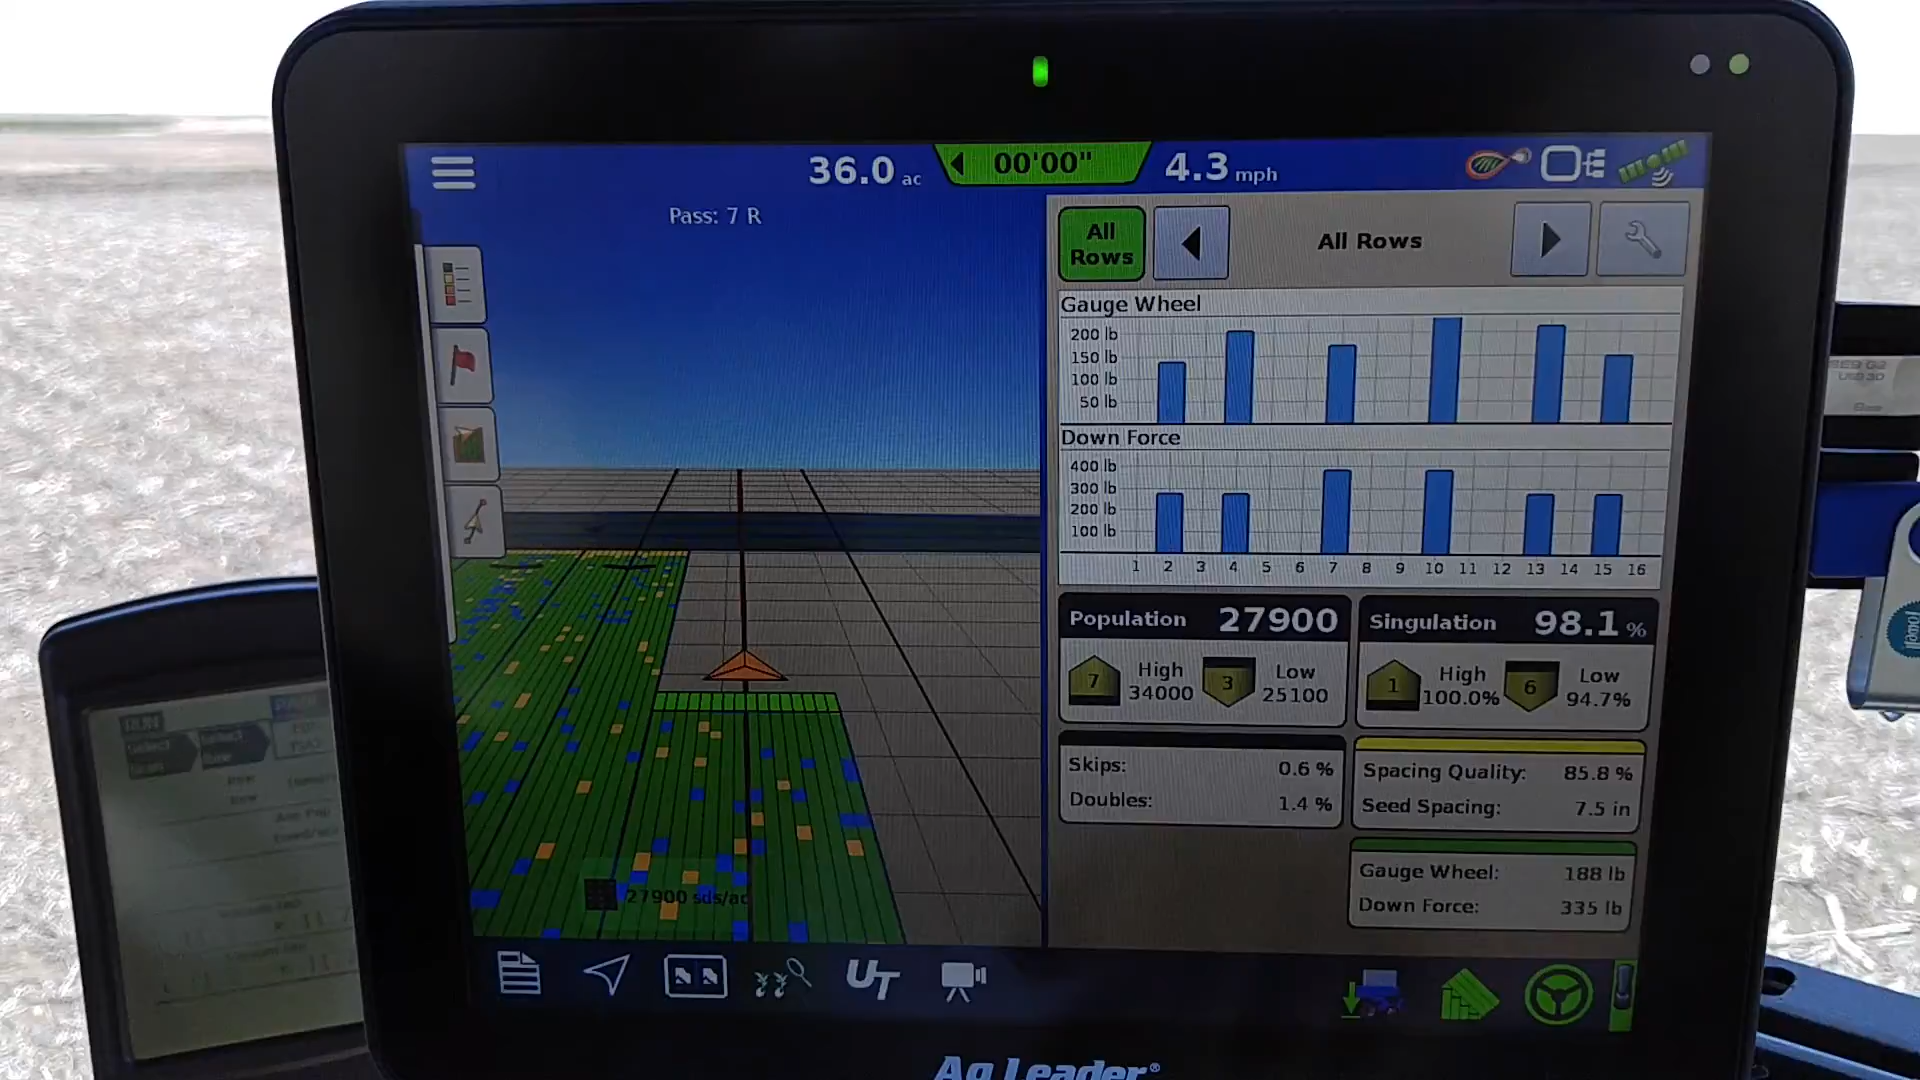 36.0 ac
00'00"
4.3 mph
Pass: 7 R
All Rows
All Rows
Gauge Wheel
200 lb
150 lb
100 lb
50 lb
Down Force
400 lb
300 lb
200 lb
100 lb
1 2 3 4 5 6 7 8 9 10 11 12 13 14 15 16
Population 27900
7 High 34000 3 Low 25100
Singulation 98.1 %
1 High 100.0% 6 Low 94.7%
Skips: 0.6 %
Doubles: 1.4 %
Spacing Quality: 85.8 %
Seed Spacing: 7.5 in
Gauge Wheel: 188 lb
Down Force: 335 lb
27900 sds/ac
UT
Ag Leader®